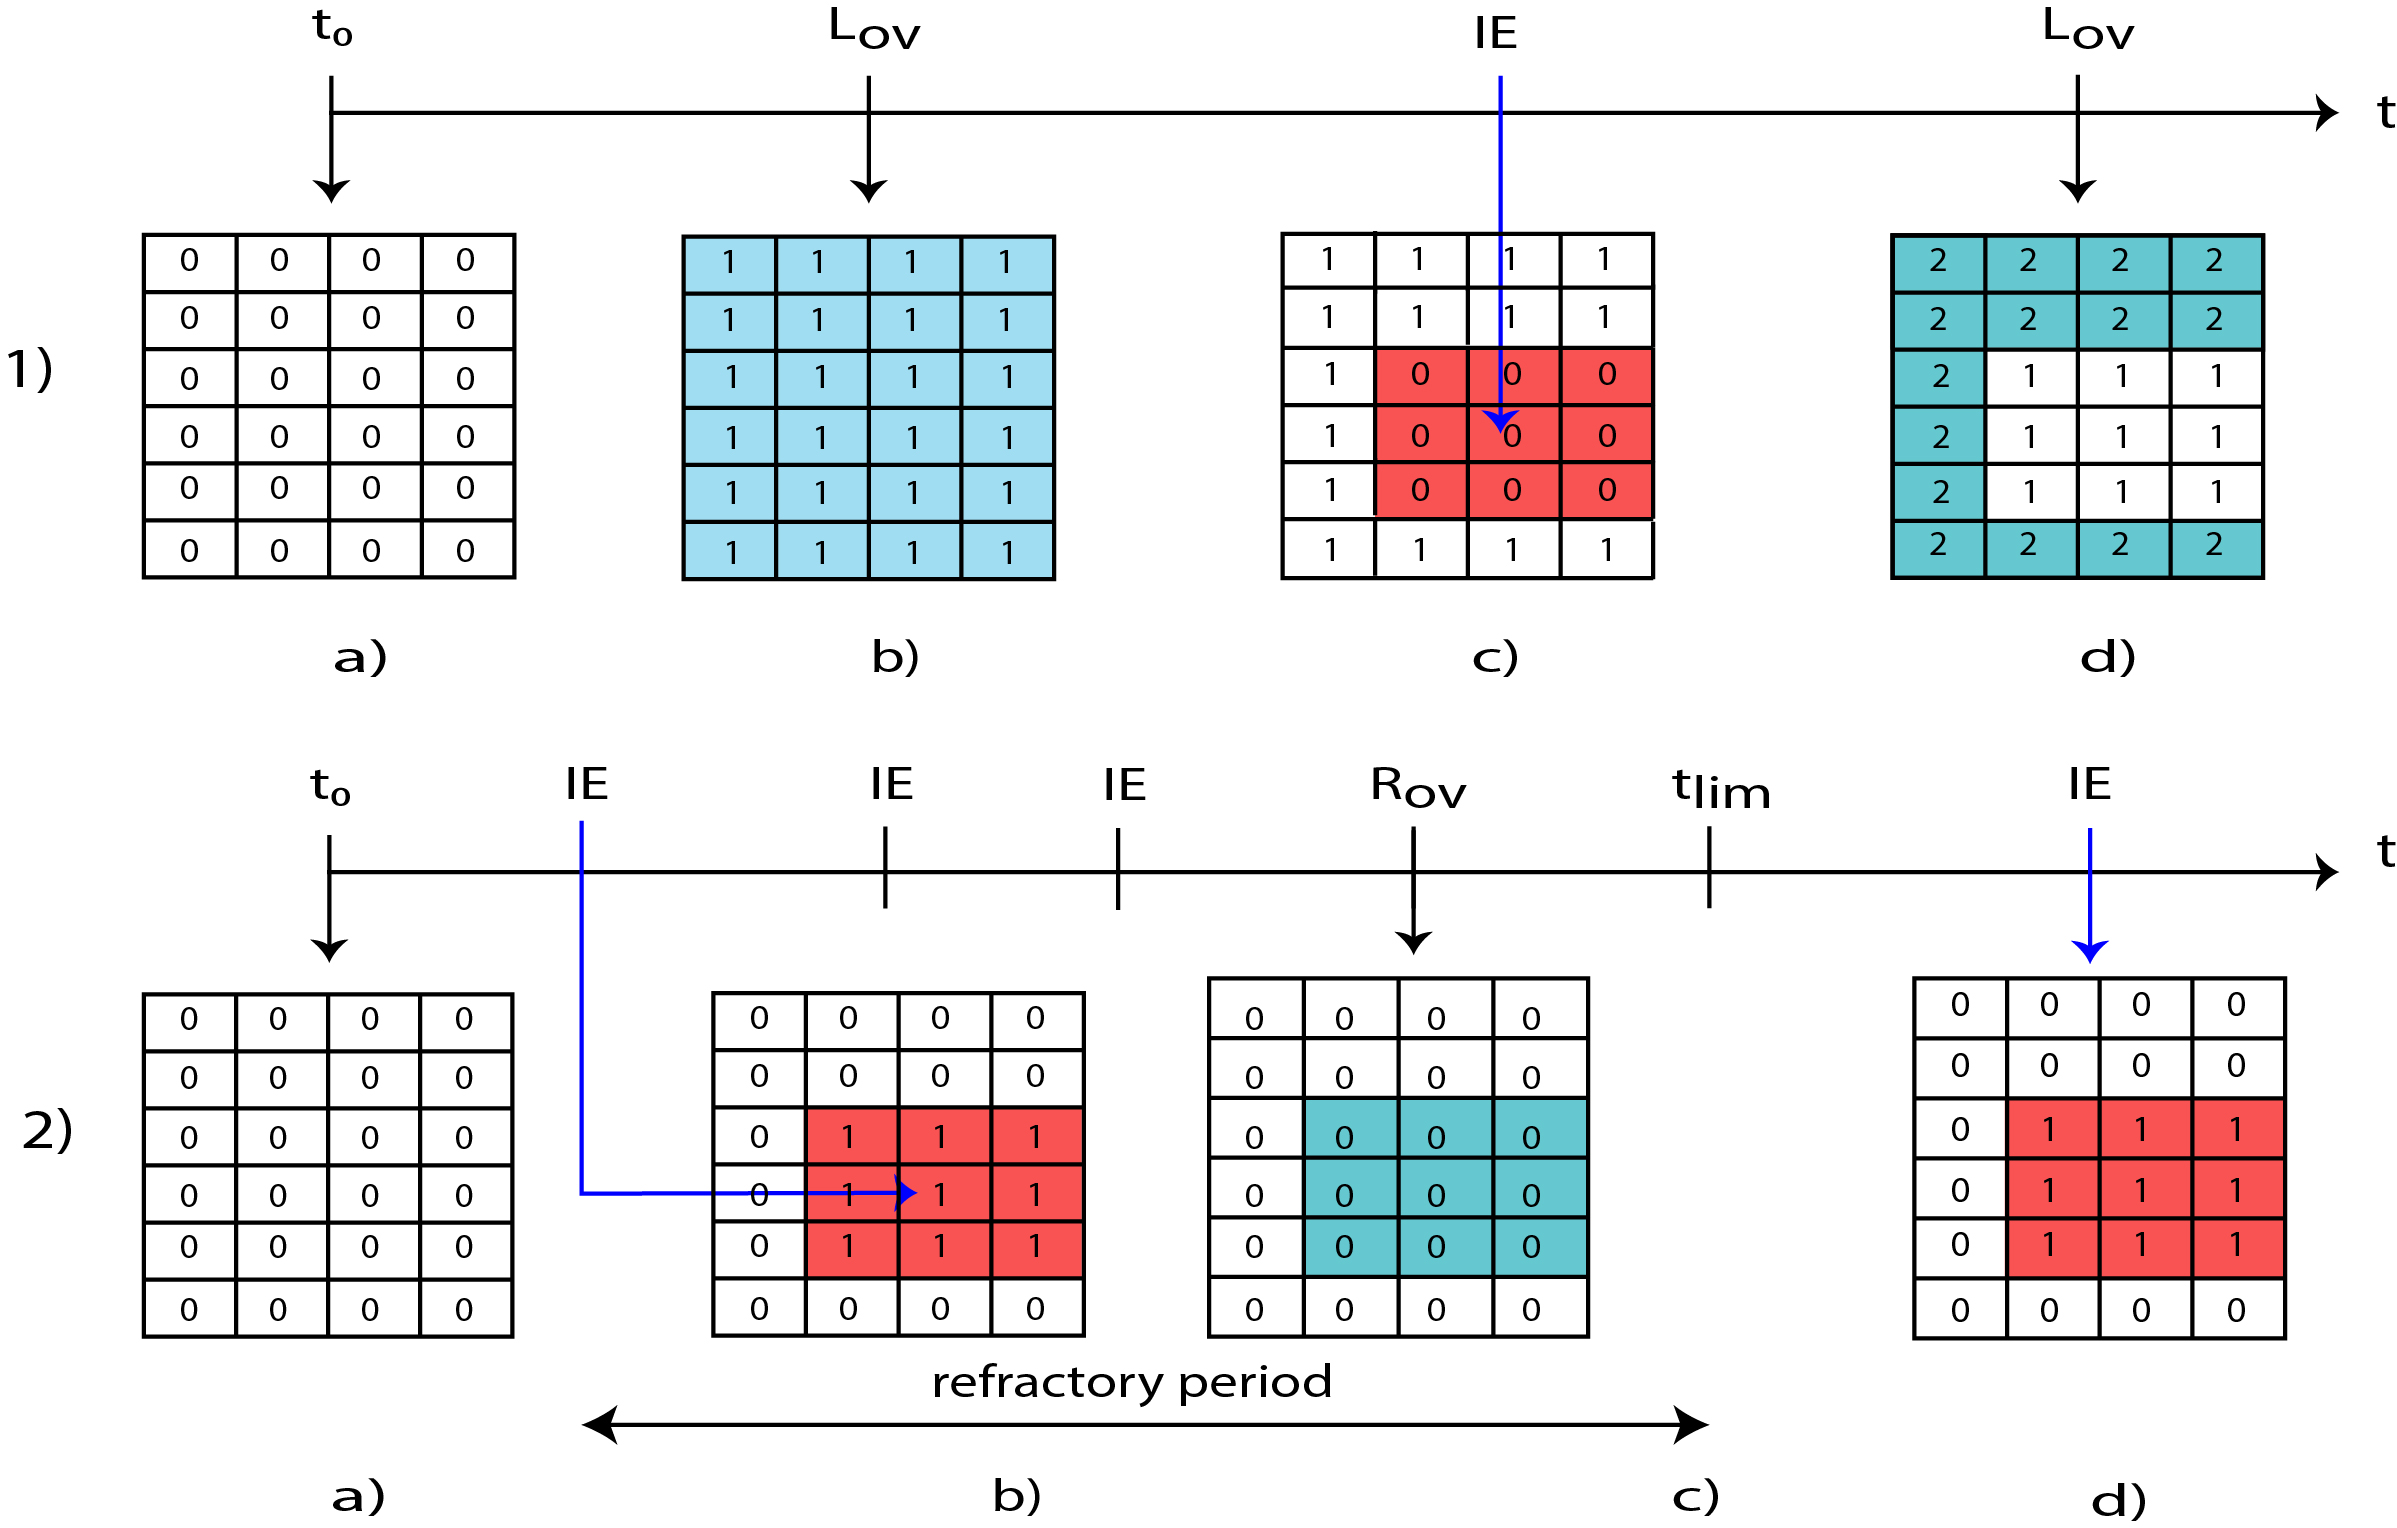 t₀ L_OV IE L_OV
t
0 0 0 0 1 1 1 1 1 1 1 1 2 2 2 2
0 0 0 0 1 1 1 1 1 1 1 1 2 2 2 2
1)
0 0 0 0 1 1 1 1 1 0 0 0 2 1 1 1
0 0 0 0 1 1 1 1 1 0 0 0 2 1 1 1
0 0 0 0 1 1 1 1 1 0 0 0 2 1 1 1
0 0 0 0 1 1 1 1 1 1 1 1 2 2 2 2
a) b) c) d)
t₀ IE IE IE R_OV t_lim IE
t
0 0 0 0 0 0 0 0 0 0 0 0 0 0 0 0
0 0 0 0 0 0 0 0 0 0 0 0 0 0 0 0
2)
0 0 0 0 0 1 1 1 0 0 0 0 0 1 1 1
0 0 0 0 0 1 1 1 0 0 0 0 0 1 1 1
0 0 0 0 0 1 1 1 0 0 0 0 0 1 1 1
0 0 0 0 0 0 0 0 0 0 0 0 0 0 0 0
refractory period
a) b) c) d)